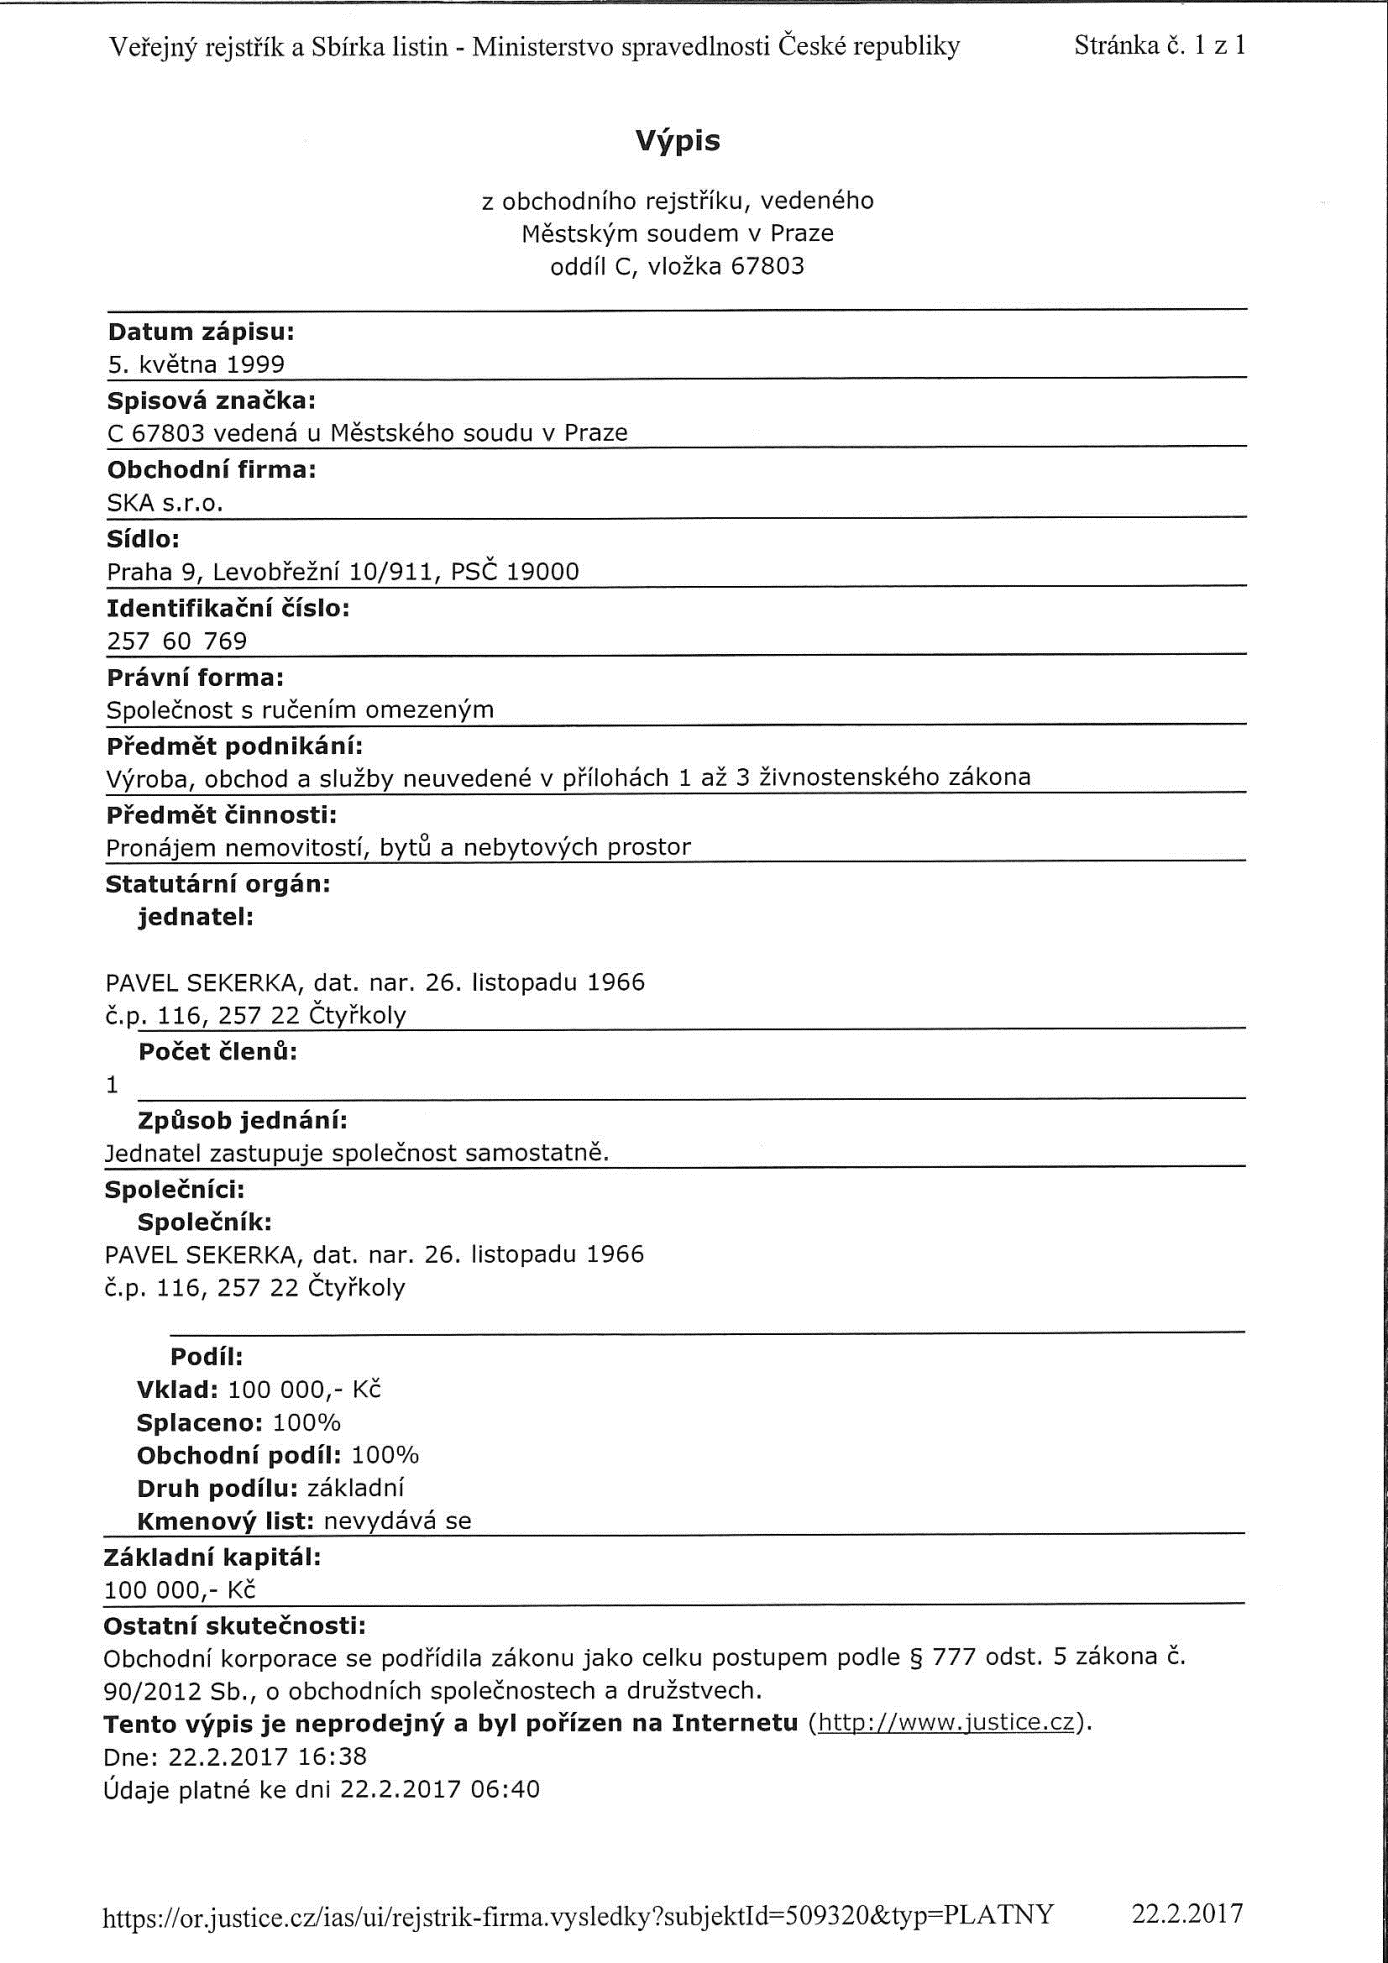 Veřejný rejstřík a Sbírka listin - Ministerstvo spravedlnosti České republiky Stránka č. 1 z 1
Výpis
z obchodního rejstříku, vedeného
Městským soudem v Praze
oddíl C, vložka 67803
Datum zápisu:
5. května 1999
Spisová značka:
C 67803 vedená u Městského soudu v Praze
Obchodní firma:
SKA s.r.o.
Sídlo:
Praha 9, Levobřežní 10/911, PSČ 19000
Identifikační číslo:
257 60 769
Právní forma:
Společnost s ručením omezeným
Předmět podnikání:
Výroba, obchod a služby neuvedené v přílohách 1 až 3 živnostenského zákona
Předmět činnosti:
Pronájem nemovitostí, bytů a nebytových prostor
Statutární orgán:
jednatel:
PAVEL SEKERKA, dat. nar. 26. listopadu 1966
č.p. 116, 257 22 Čtyřkoly
Počet členů:
1
Způsob jednání:
Jednatel zastupuje společnost samostatně.
Společníci:
Společník:
PAVEL SEKERKA, dat. nar. 26. listopadu 1966
č.p. 116, 257 22 Čtyřkoly
Podíl:
Vklad: 100 000,- Kč
Splaceno: 100%
Obchodní podíl: 100%
Druh podílu: základní
Kmenový list: nevydává se
Základní kapitál:
100 000,- Kč
Ostatní skutečnosti:
Obchodní korporace se podřídila zákonu jako celku postupem podle § 777 odst. 5 zákona č.
90/2012 Sb., o obchodních společnostech a družstvech.
Tento výpis je neprodejný a byl pořízen na Internetu (http://www.justice.cz).
Dne: 22.2.2017 16:38
Údaje platné ke dni 22.2.2017 06:40
https://or.justice.cz/ias/ui/rejstrik-firma.vysledky?subjektId=509320&typ=PLATNY 22.2.2017